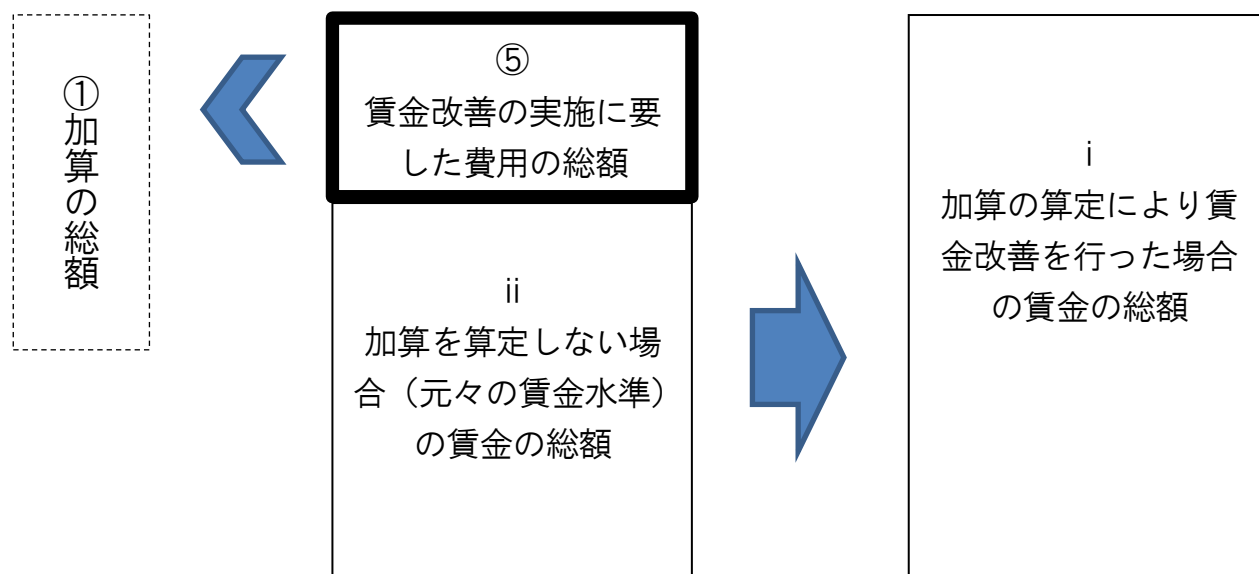 ①加算の総額
⑤
賃金改善の実施に要
した費用の総額
ⅱ
加算を算定しない場
合（元々の賃金水準）
の賃金の総額
ⅰ
加算の算定により賃
金改善を行った場合
の賃金の総額